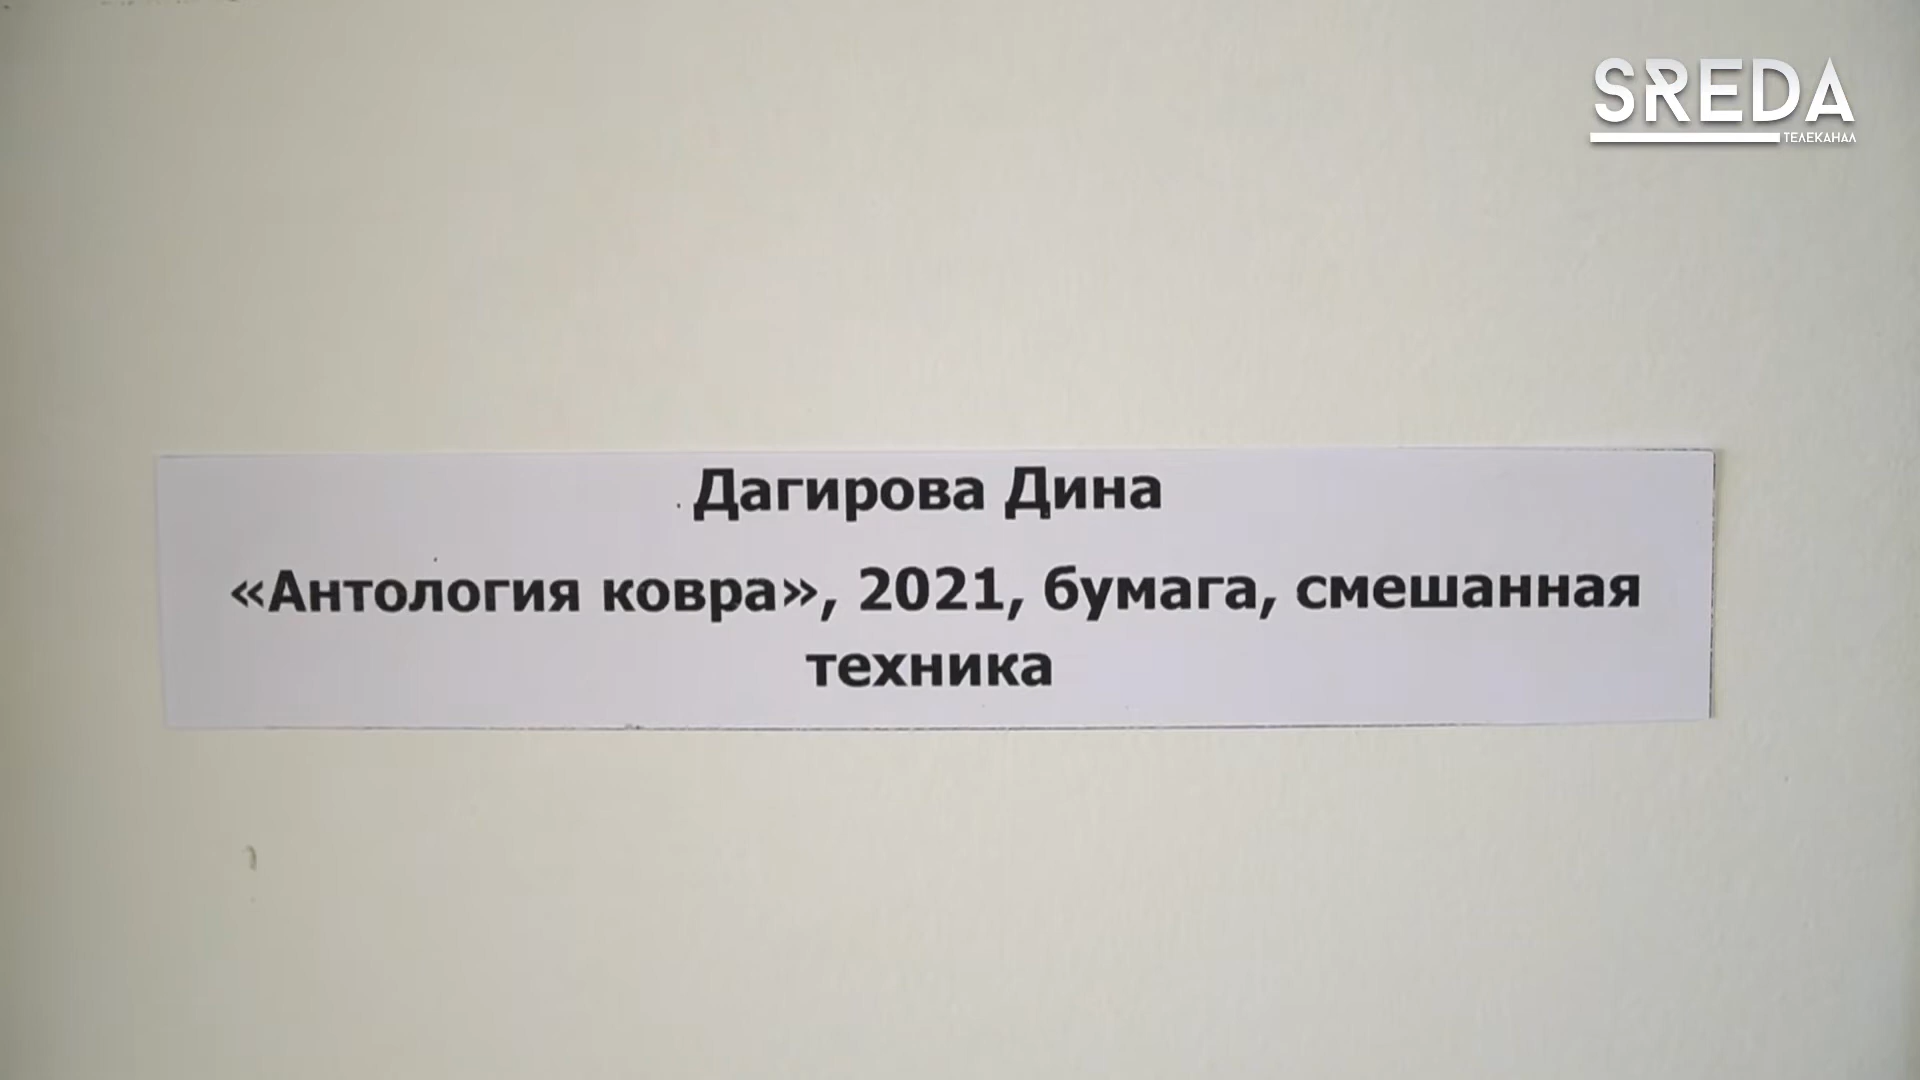 SREDA
ТЕЛЕКАНАЛ
Дагирова Дина
«Антология ковра», 2021, бумага, смешанная
техника